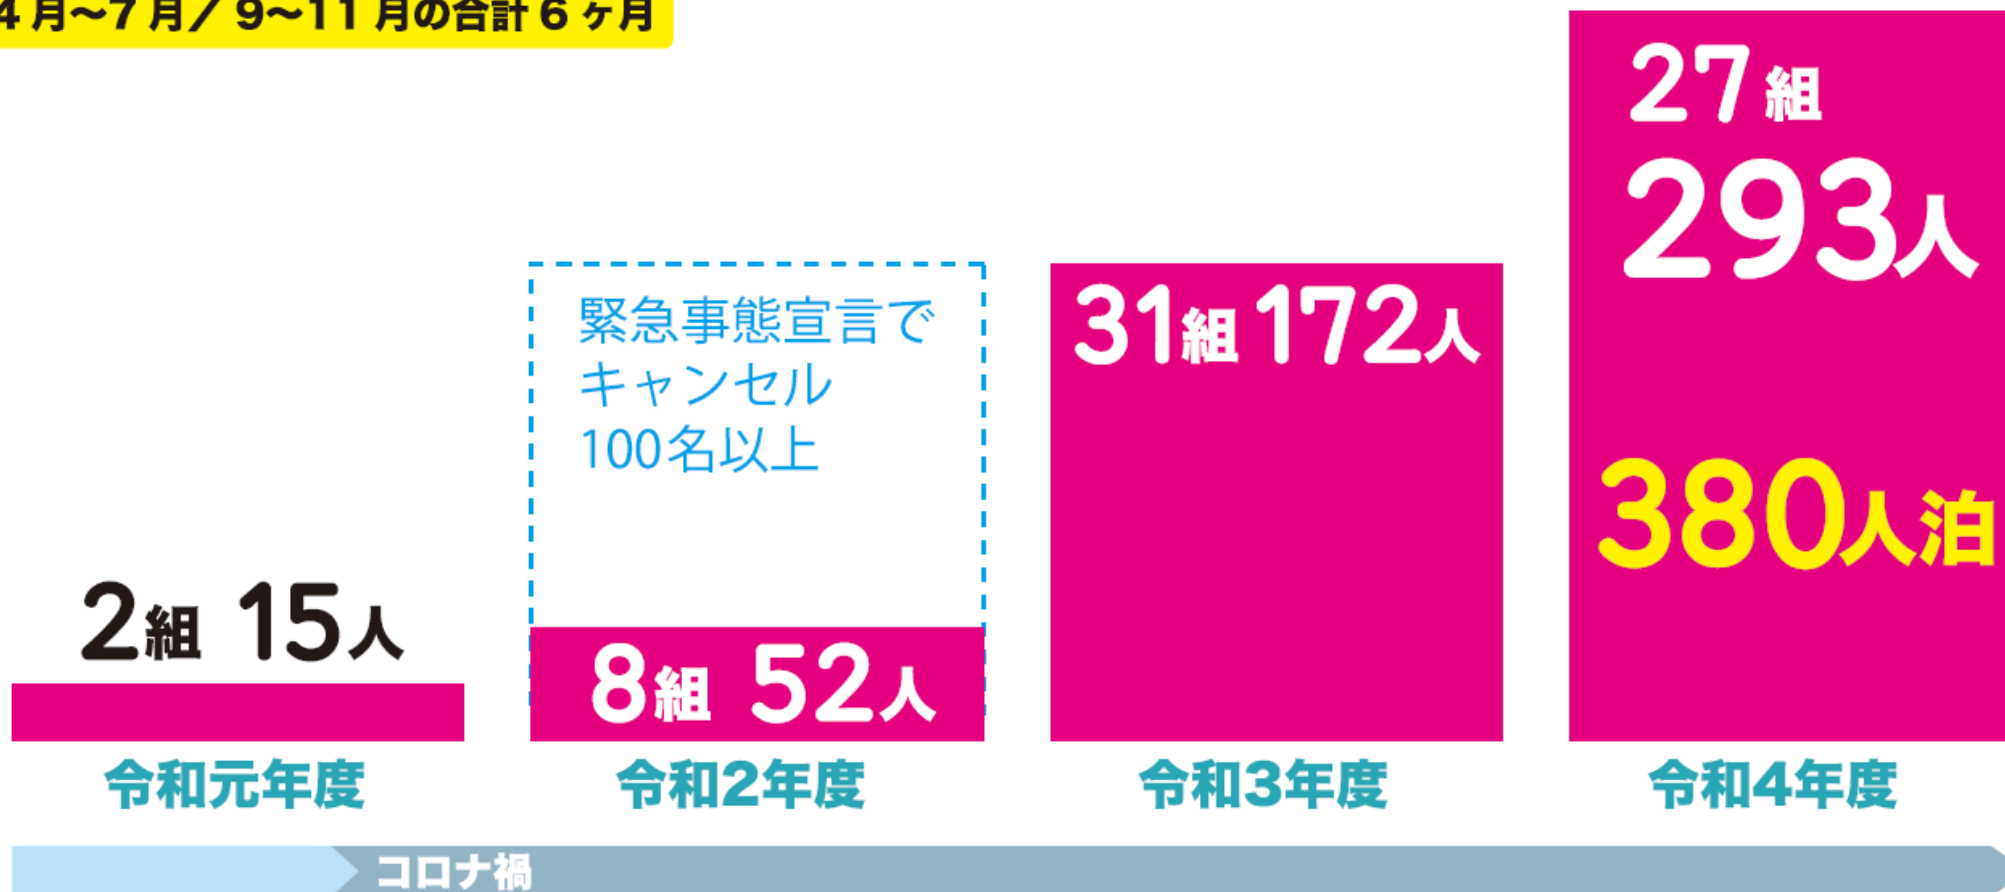 4月〜7月／9〜11月の合計6ヶ月
27組
293人
380人泊
緊急事態宣言で
キャンセル
100名以上
31組172人
2組 15人
8組 52人
令和元年度 令和2年度 令和3年度 令和4年度
コロナ禍